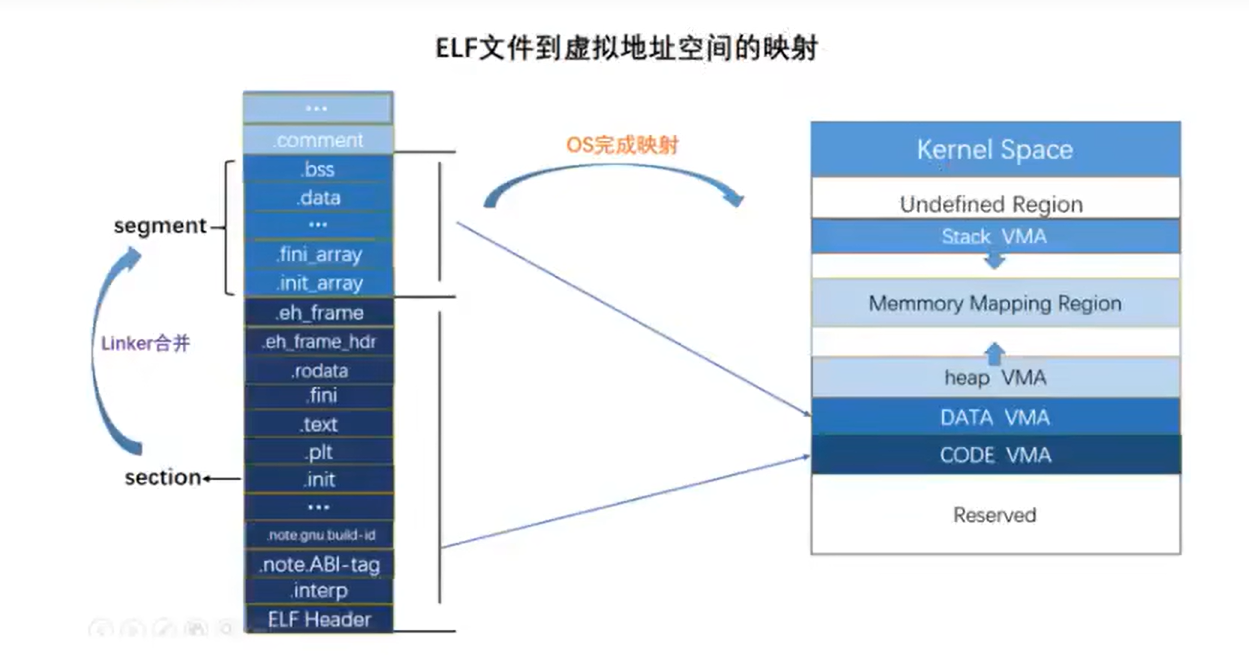 ELF文件到虚拟地址空间的映射
...
.comment
.bss
.data
...
.fini_array
.init_array
.eh_frame
.eh_frame_hdr
.rodata
.fini
.text
.plt
.init
...
.note.gnu.build-id
.note.ABI-tag
.interp
ELF Header
segment
Linker合并
section
OS完成映射
Kernel Space
Undefined Region
Stack VMA
Memmory Mapping Region
heap VMA
DATA VMA
CODE VMA
Reserved